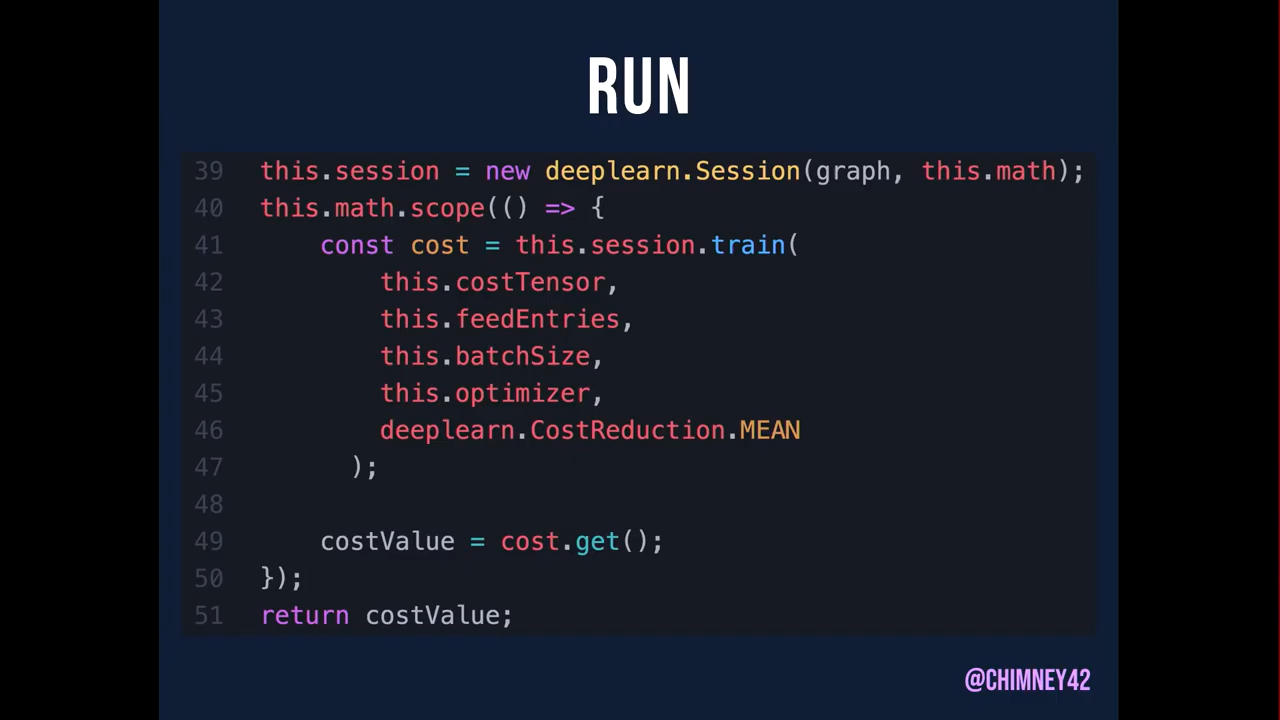 RUN
39 this.session = new deeplearn.Session(graph, this.math);
40 this.math.scope(() => {
41     const cost = this.session.train(
42         this.costTensor,
43         this.feedEntries,
44         this.batchSize,
45         this.optimizer,
46         deeplearn.CostReduction.MEAN
47       );
48
49     costValue = cost.get();
50 });
51 return costValue;
@CHIMNEY42